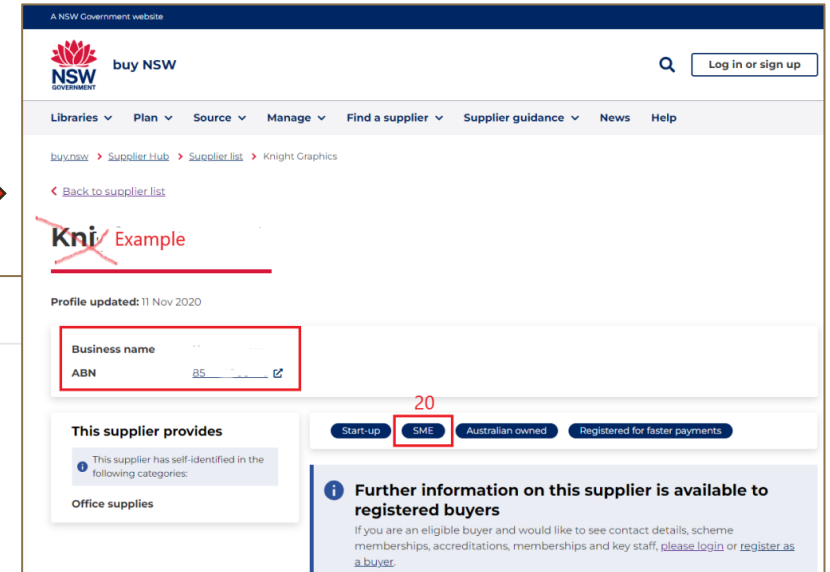 A NSW Government website
NSW
GOVERNMENT
buy NSW
Log in or sign up
Libraries Plan Source Manage Find a supplier Supplier guidance News Help
buy.nsw Supplier Hub Supplier list Knight Graphics
Back to supplier list
Kni Example
Profile updated: 11 Nov 2020
Business name
ABN 85
20
Start-up SME Australian owned Registered for faster payments
This supplier provides
This supplier has self-identified in the
following categories:
Office supplies
Further information on this supplier is available to
registered buyers
If you are an eligible buyer and would like to see contact details, scheme
memberships, accreditations, memberships and key staff, please login or register as
a buyer.